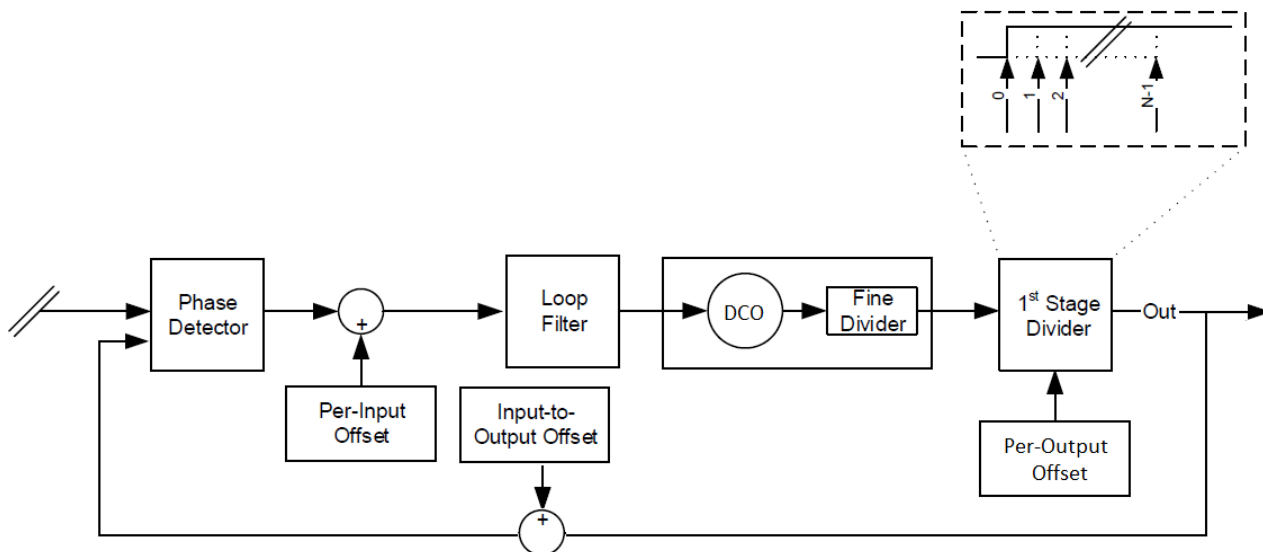 0
1
2
N-1
Phase
Detector
+
Loop
Filter
DCO
Fine
Divider
1st Stage
Divider
Out
Per-Input
Offset
Input-to-
Output Offset
Per-Output
Offset
+